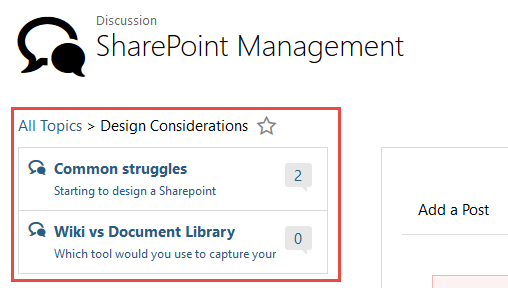 Discussion
SharePoint Management
All Topics > Design Considerations
Common struggles
2
Starting to design a Sharepoint
Wiki vs Document Library
0
Which tool would you use to capture your
Add a Post